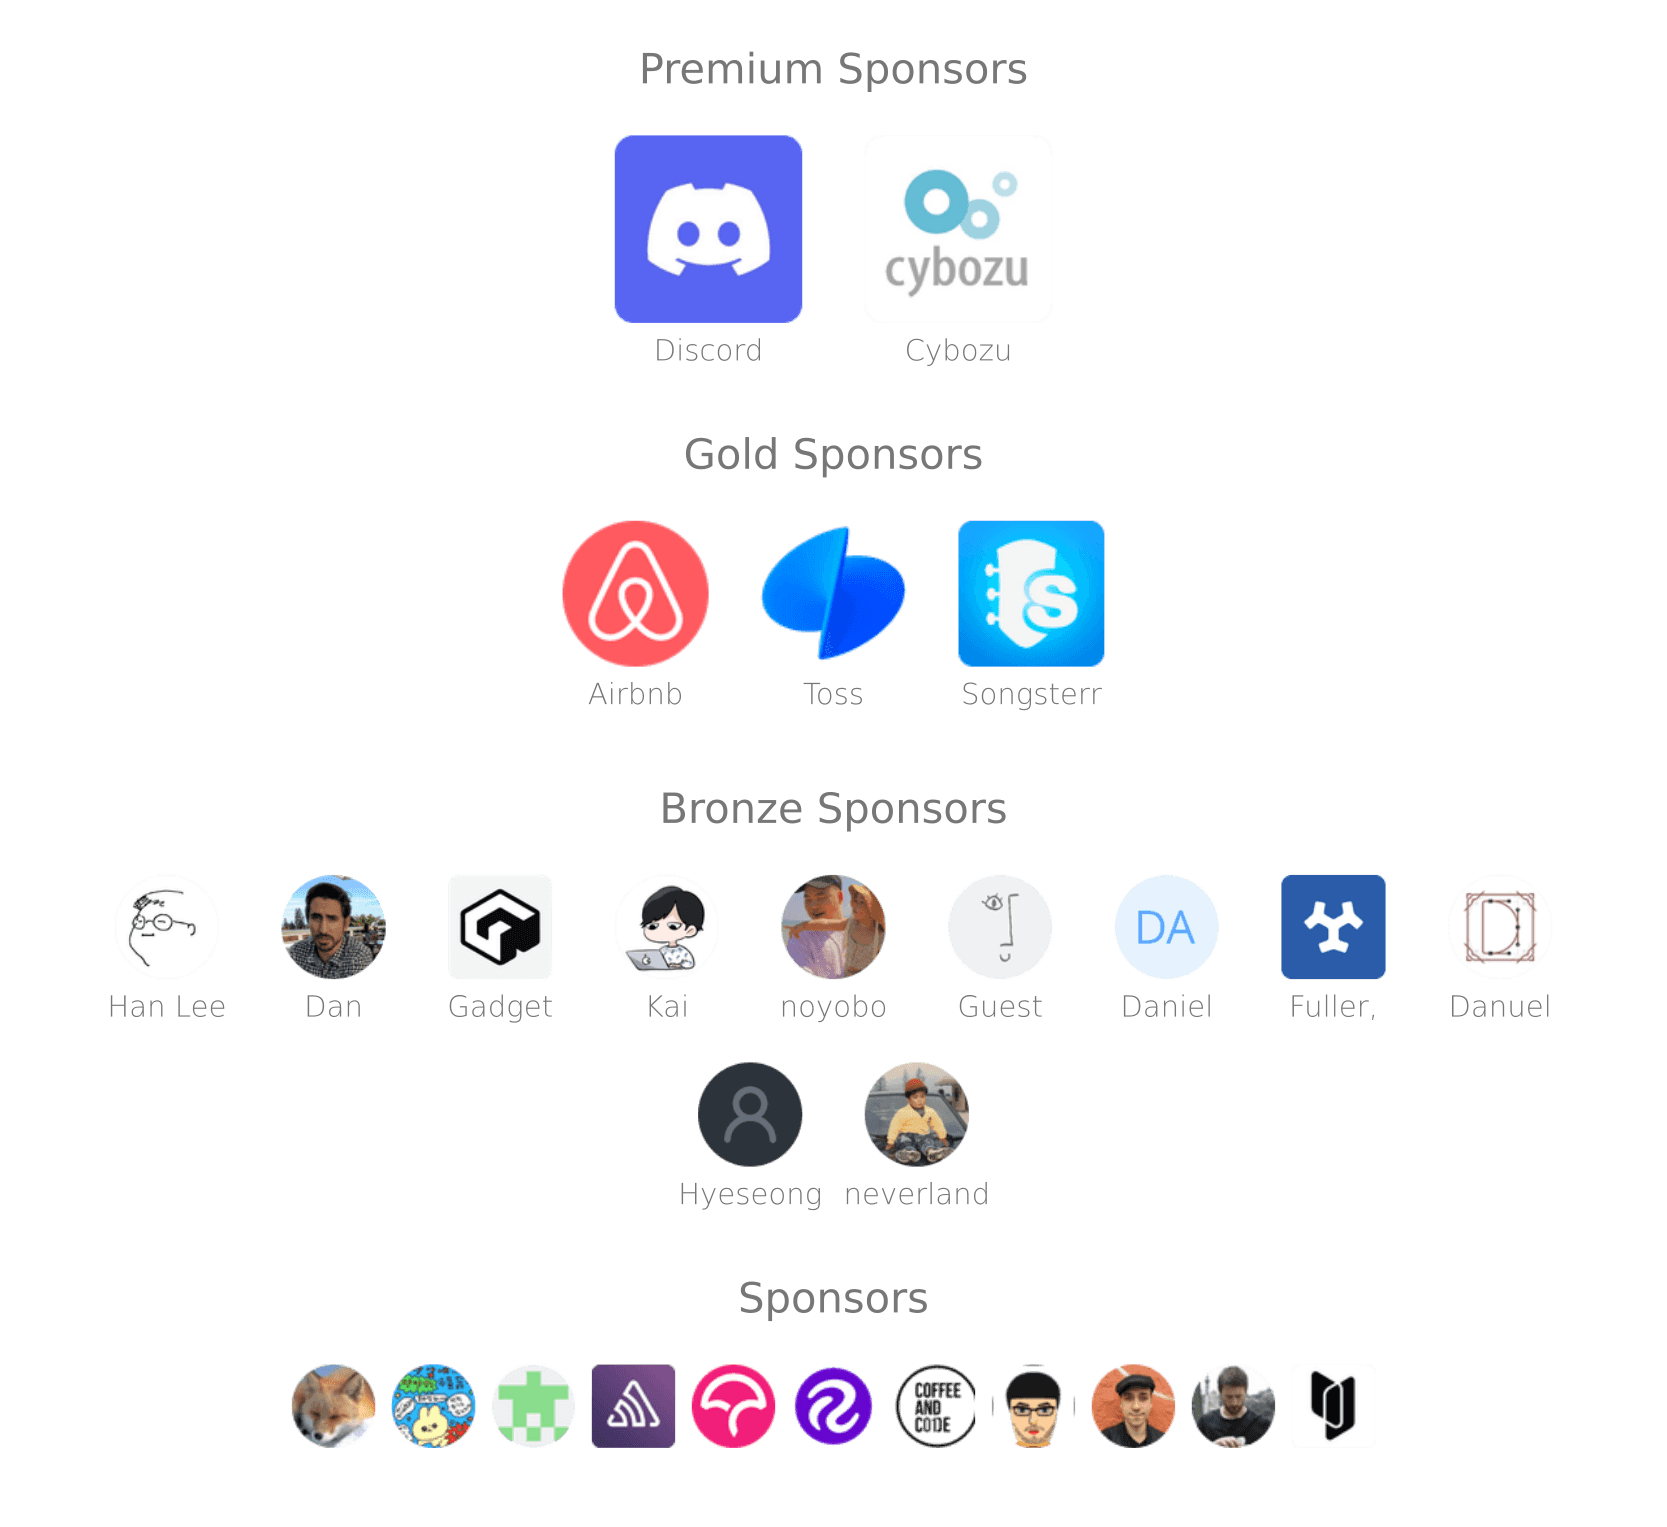 Premium Sponsors
cybozu
Discord
Cybozu
Gold Sponsors
S
Airbnb
Toss
Songsterr
Bronze Sponsors
DA
Han Lee
Dan
Gadget
Kai
noyobo
Guest
Daniel
Fuller,
Danuel
Hyeseong
neverland
Sponsors
COFFEE
AND
CODE